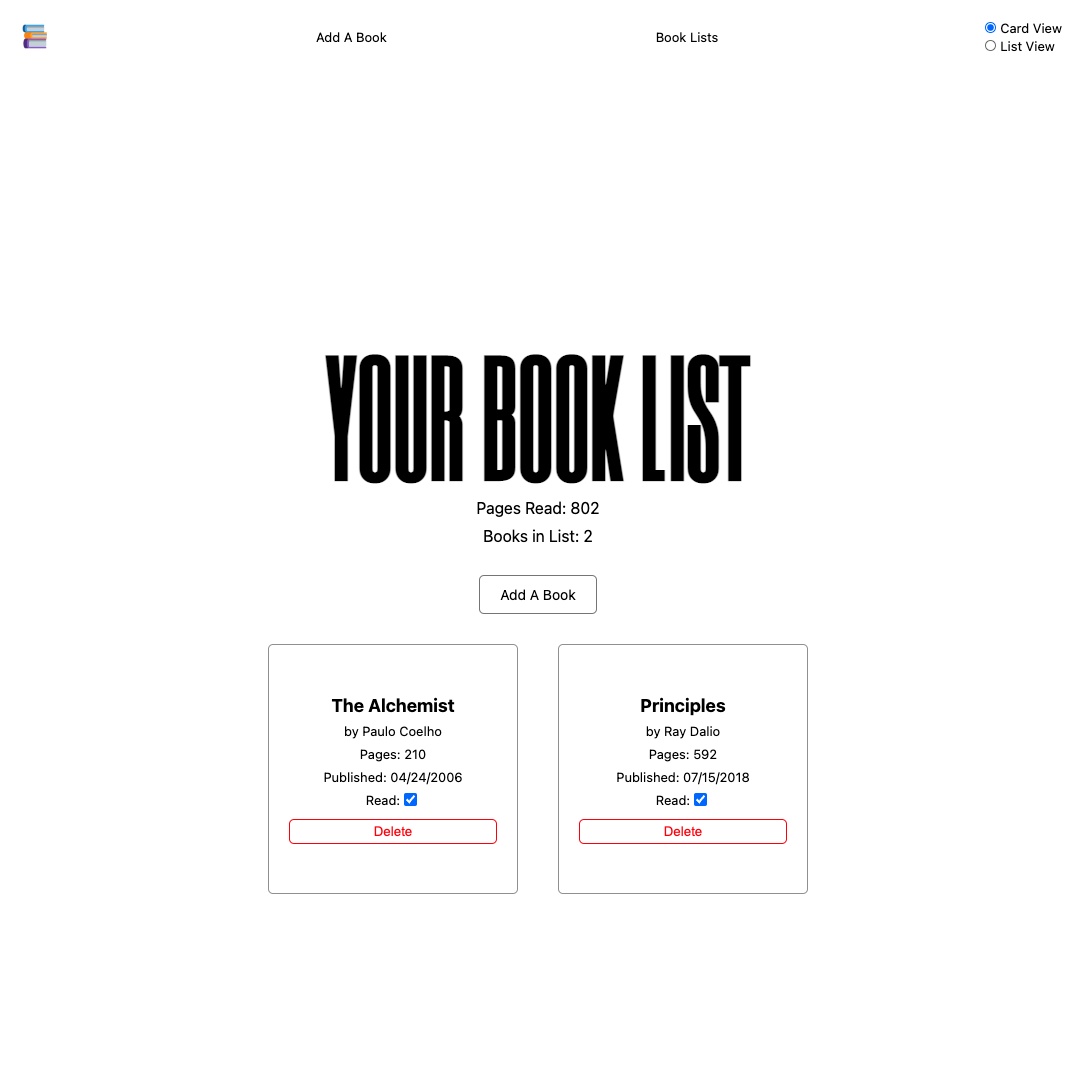 Add A Book
Book Lists
Card View
List View
YOUR BOOK LIST
Pages Read: 802
Books in List: 2
Add A Book
The Alchemist
by Paulo Coelho
Pages: 210
Published: 04/24/2006
Read:
Delete
Principles
by Ray Dalio
Pages: 592
Published: 07/15/2018
Read:
Delete